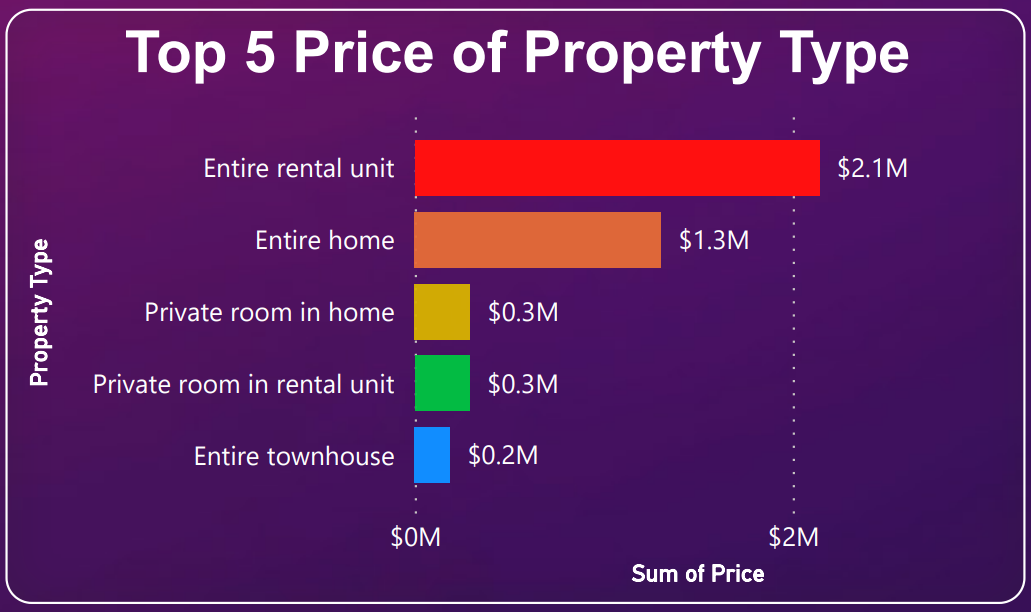 Top 5 Price of Property Type
Property Type
Entire rental unit $2.1M
Entire home $1.3M
Private room in home $0.3M
Private room in rental unit $0.3M
Entire townhouse $0.2M
$0M $2M
Sum of Price